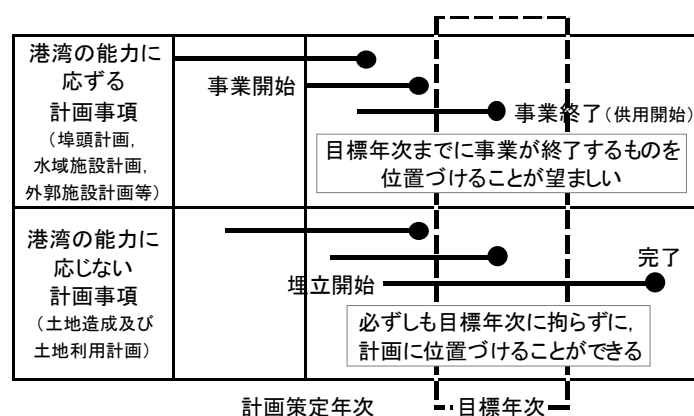 港湾の能力に
応ずる
計画事項
（埠頭計画,
水域施設計画,
外郭施設計画等）
事業開始
事業終了（供用開始）
目標年次までに事業が終了するものを
位置づけることが望ましい
港湾の能力に
応じない
計画事項
（土地造成及び
土地利用計画）
埋立開始
完了
必ずしも目標年次に拘らずに,
計画に位置づけることができる
計画策定年次
目標年次